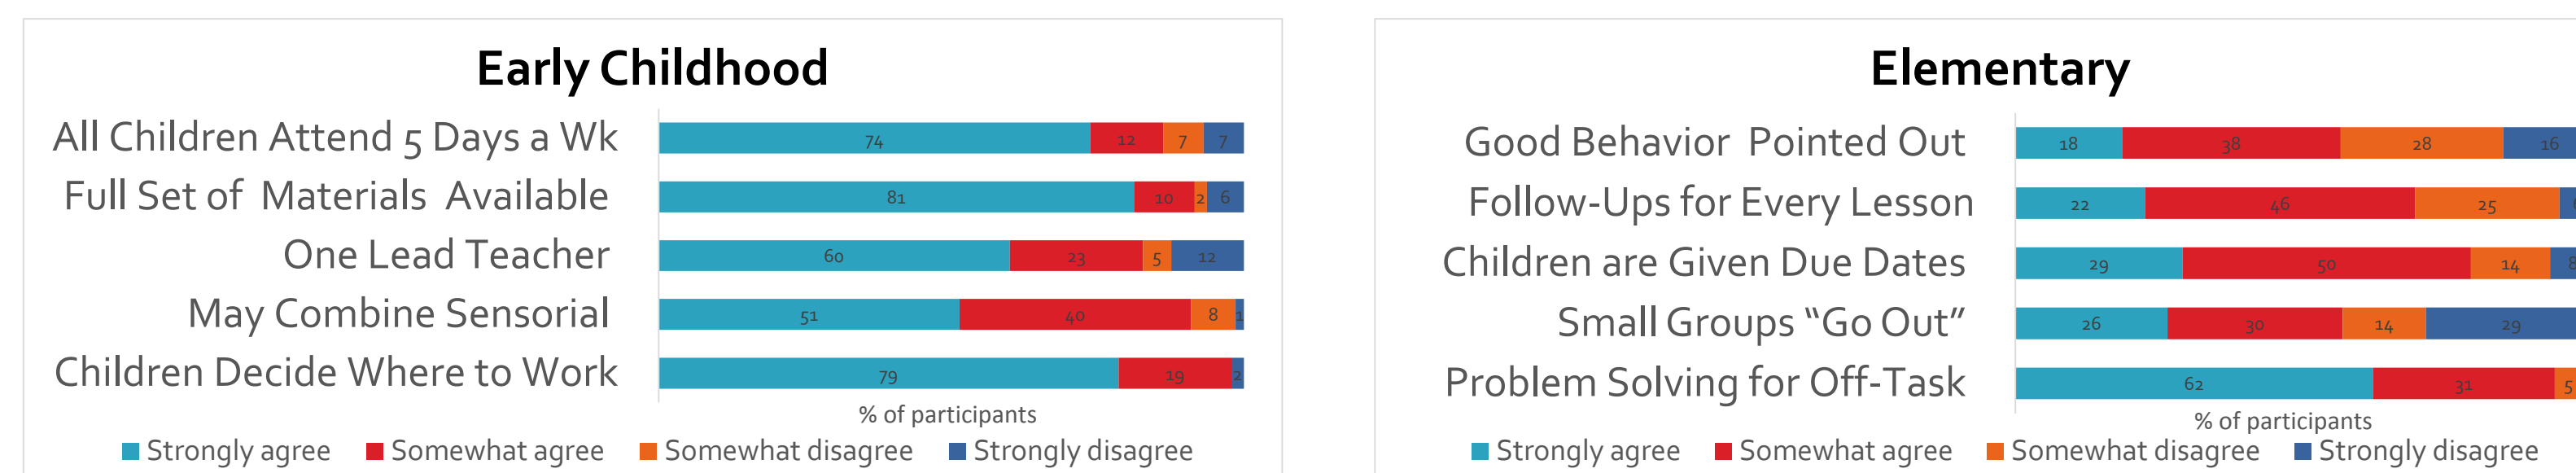 Early Childhood
All Children Attend 5 Days a Wk 74 12 7 7
Full Set of Materials Available 81 10 2 6
One Lead Teacher 60 23 5 12
May Combine Sensorial 51 40 8 1
Children Decide Where to Work 79 19 2
% of participants
Strongly agree Somewhat agree Somewhat disagree Strongly disagree
Elementary
Good Behavior Pointed Out 18 38 28 16
Follow-Ups for Every Lesson 22 46 25
Children are Given Due Dates 29 50 14 8
Small Groups “Go Out” 26 30 14 29
Problem Solving for Off-Task 62 31 5
% of participants
Strongly agree Somewhat agree Somewhat disagree Strongly disagree